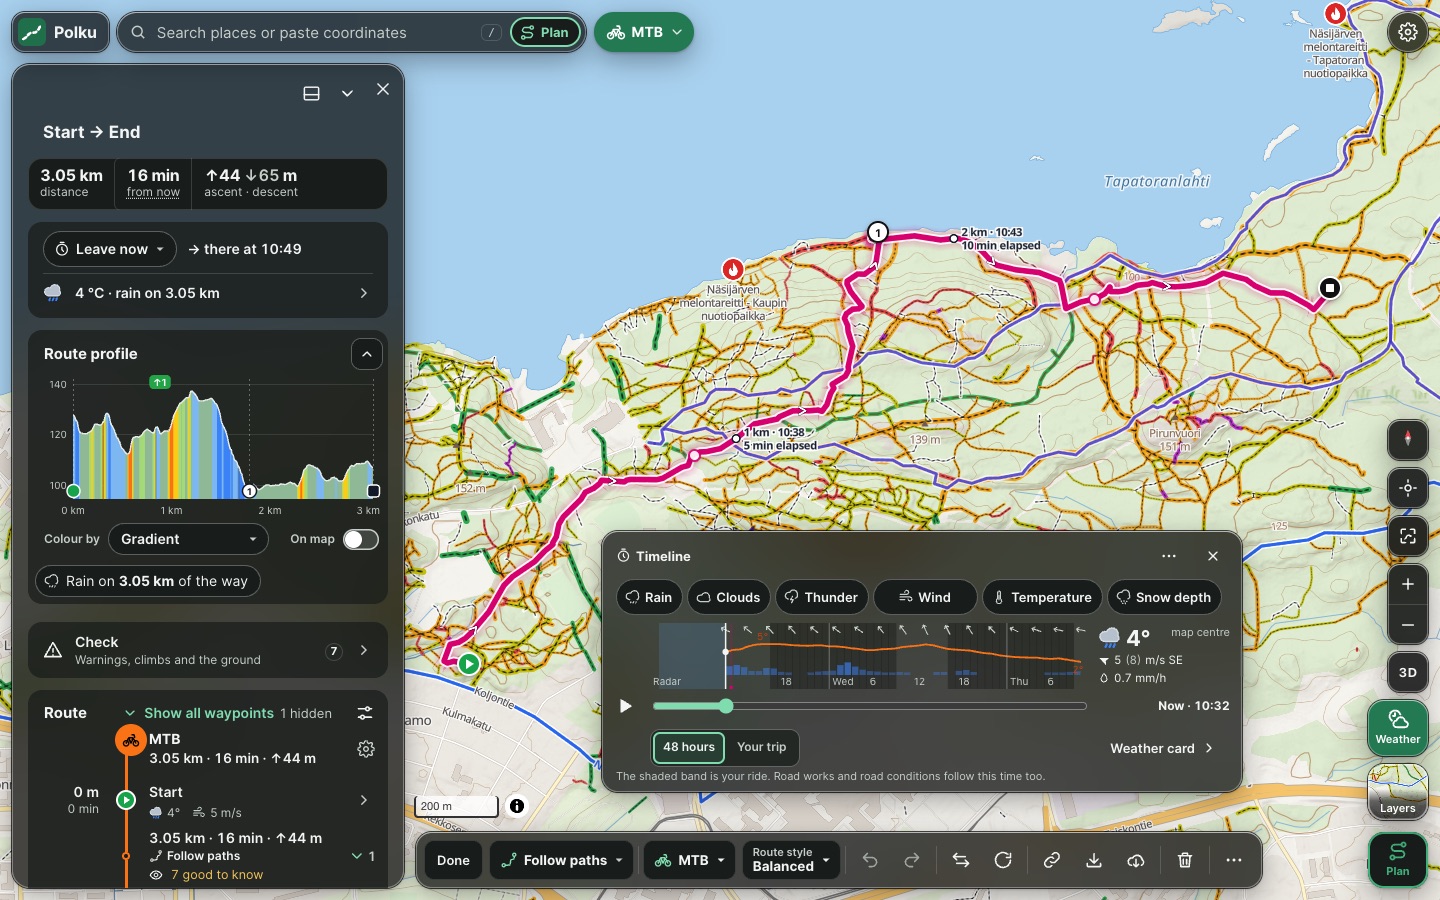 Polku
Search places or paste coordinates
/
Plan
MTB
Start → End
3.05 km
distance
16 min
from now
↑44 ↓65 m
ascent · descent
Leave now
→ there at 10:49
4 °C · rain on 3.05 km
Route profile
↑1
140
120
100
1
0 km
1 km
2 km
3 km
Colour by
Gradient
On map
Rain on 3.05 km of the way
Check
Warnings, climbs and the ground
7
Route
Show all waypoints
1 hidden
MTB
3.05 km · 16 min · ↑44 m
0 m
0 min
Start
4°
5 m/s
3.05 km · 16 min · ↑44 m
Follow paths
1
7 good to know
Näsijärven
melontareitti
- Tapatoran
nuotiopaikka
Tapatoranlahti
1
2 km · 10:43
10 min elapsed
Näsijärven
melontareitti - Kaupin
nuotiopaikka
100
1 km · 10:38
5 min elapsed
139 m
Pirunvuori
151 m
152 m
125
Koljontie
Kulmakatu
Timeline
Rain
Clouds
Thunder
Wind
Temperature
Snow depth
5°
Radar
18
Wed
6
12
18
Thu
6
4°
map centre
5 (8) m/s SE
0.7 mm/h
Now · 10:32
48 hours
Your trip
Weather card
The shaded band is your ride. Road works and road conditions follow this time too.
200 m
Done
Follow paths
MTB
Route style
Balanced
+
−
3D
Weather
Layers
Plan